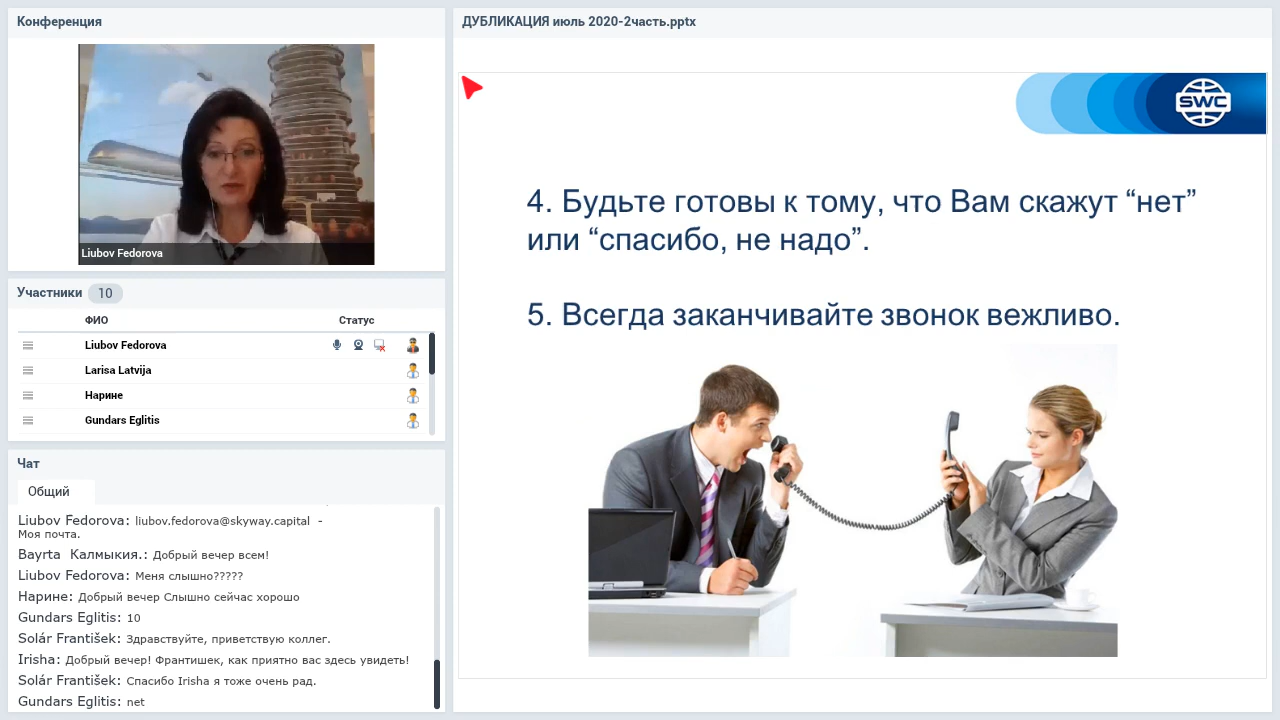 Конференция
Liubov Fedorova
Участники 10
ФИО Статус
Liubov Fedorova
Larisa Latvija
Нарине
Gundars Eglitis
Чат
Общий
Liubov Fedorova: liubov.fedorova@skyway.capital -
Моя почта.
Bayrta Калмыкия.: Добрый вечер всем!
Liubov Fedorova: Меня слышно?????
Нарине: Добрый вечер Слышно сейчас хорошо
Gundars Eglitis: 10
Solár František: Здравствуйте, приветствую коллег.
Irisha: Добрый вечер! Франтишек, как приятно вас здесь увидеть!
Solár František: Спасибо Irisha я тоже очень рад.
Gundars Eglitis: net
ДУБЛИКАЦИЯ июль 2020-2часть.pptx
SWC
4. Будьте готовы к тому, что Вам скажут “нет”
или “спасибо, не надо”.
5. Всегда заканчивайте звонок вежливо.